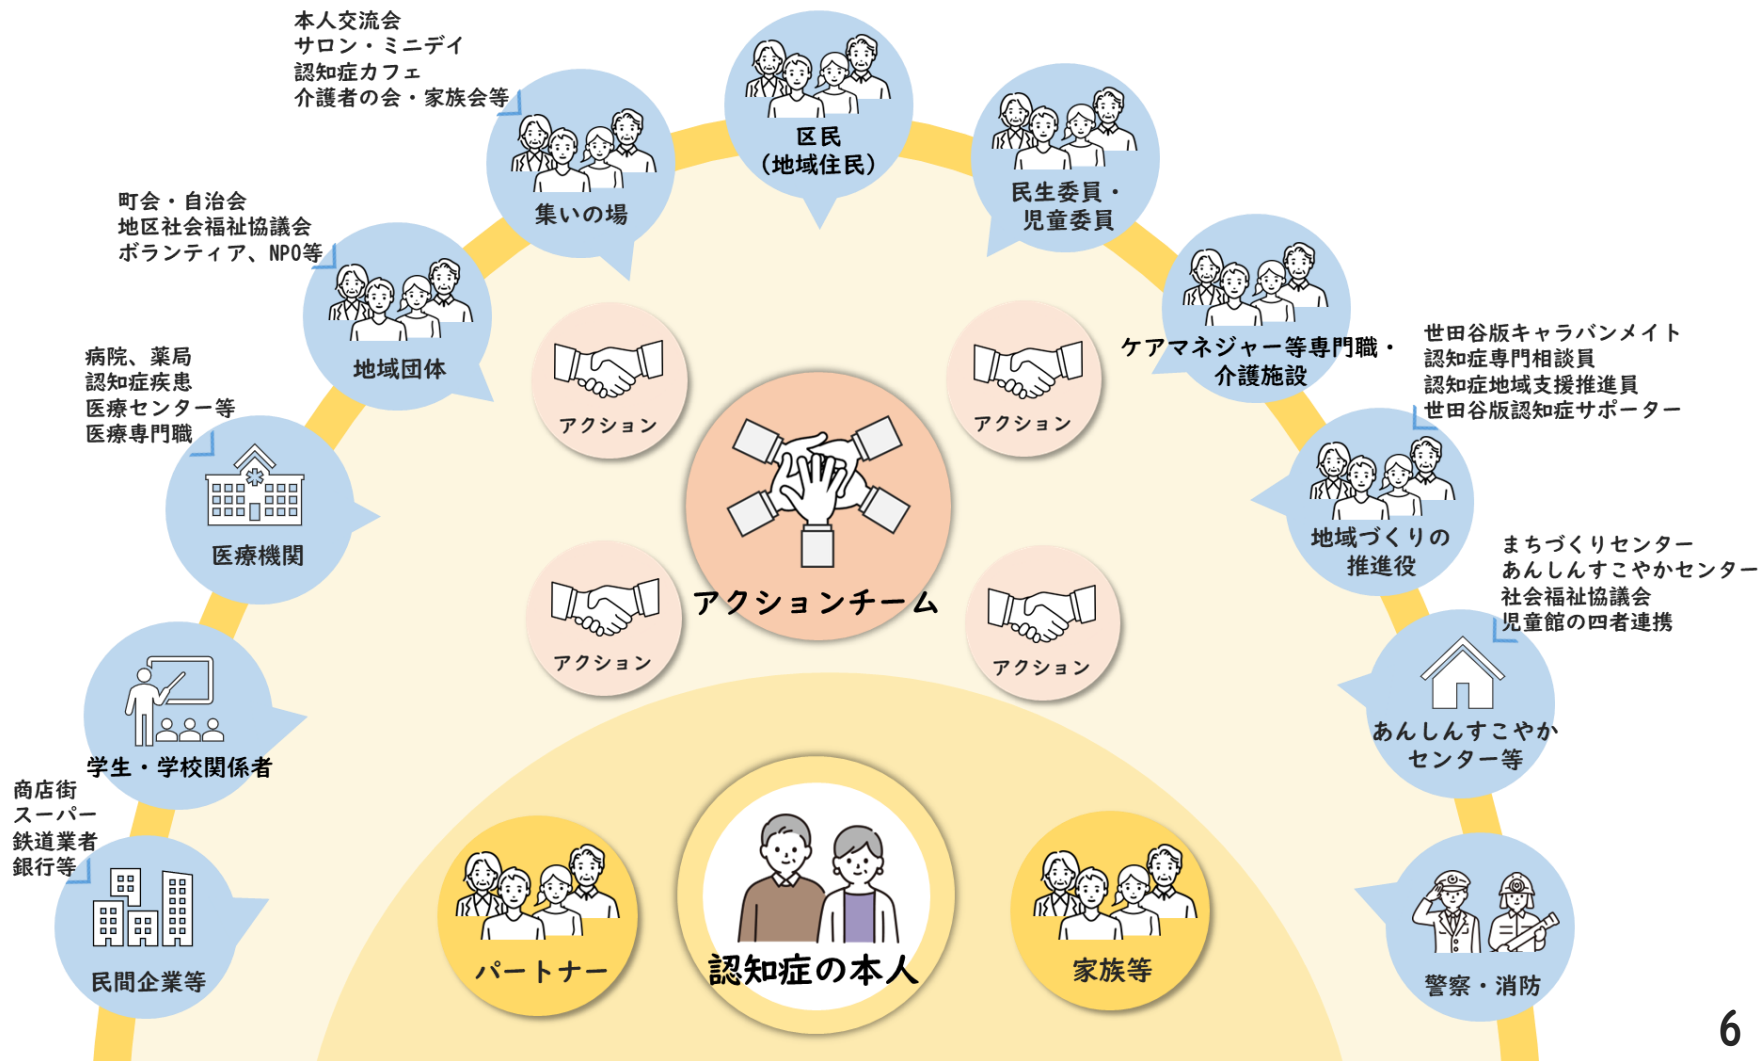 本人交流会
サロン・ミニデイ
認知症カフェ
介護者の会・家族会等
集いの場
区民
(地域住民)
民生委員・
児童委員
町会・自治会
地区社会福祉協議会
ボランティア、NPO等
地域団体
ケアマネジャー等専門職・
介護施設
病院、薬局
認知症疾患
医療センター等
医療専門職
医療機関
世田谷版キャラバンメイト
認知症専門相談員
認知症地域支援推進員
世田谷版認知症サポーター
地域づくりの
推進役
アクション
アクション
アクションチーム
アクション
アクション
まちづくりセンター
あんしんすこやかセンター
社会福祉協議会
児童館の四者連携
あんしんすこやか
センター等
学生・学校関係者
商店街
スーパー
鉄道業者
銀行等
民間企業等
パートナー
認知症の本人
家族等
警察・消防
6